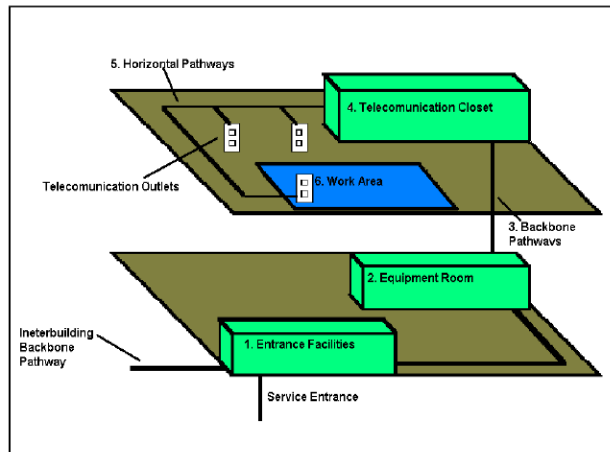 5. Horizontal Pathways
4. Telecomunication Closet
Telecomunication Outlets
6. Work Area
3. Backbone
Pathwavs
2. Equipment Room
1. Entrance Facilities
Ineterbuilding
Backbone
Pathway
Service Entrance